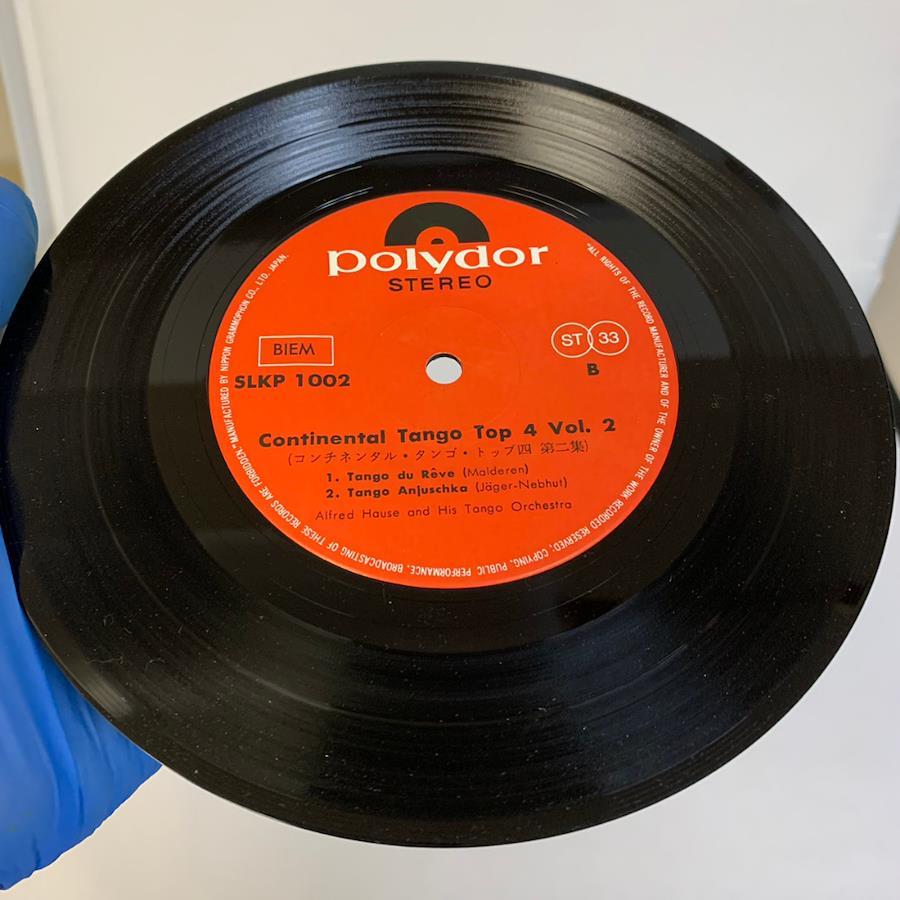 polydor
STEREO
BIEM
SLKP 1002
ST 33
B
Continental Tango Top 4 Vol. 2
(コンチネンタル・タンゴ・トップ四 第二集)
1. Tango du Rêve (Malderen)
2. Tango Anjuschka (Jäger-Nebhut)
Alfred Hause and His Tango Orchestra
"ALL RIGHTS OF THE RECORD MANUFACTURER AND OF THE OWNER OF THE WORK RECORDED RESERVED. COPYING, PUBLIC PERFORMANCE, BROADCASTING OF THESE RECORDS ARE FORBIDDEN." MANUFACTURED BY NIPPON GRAMMOPHON CO., LTD. JAPAN.